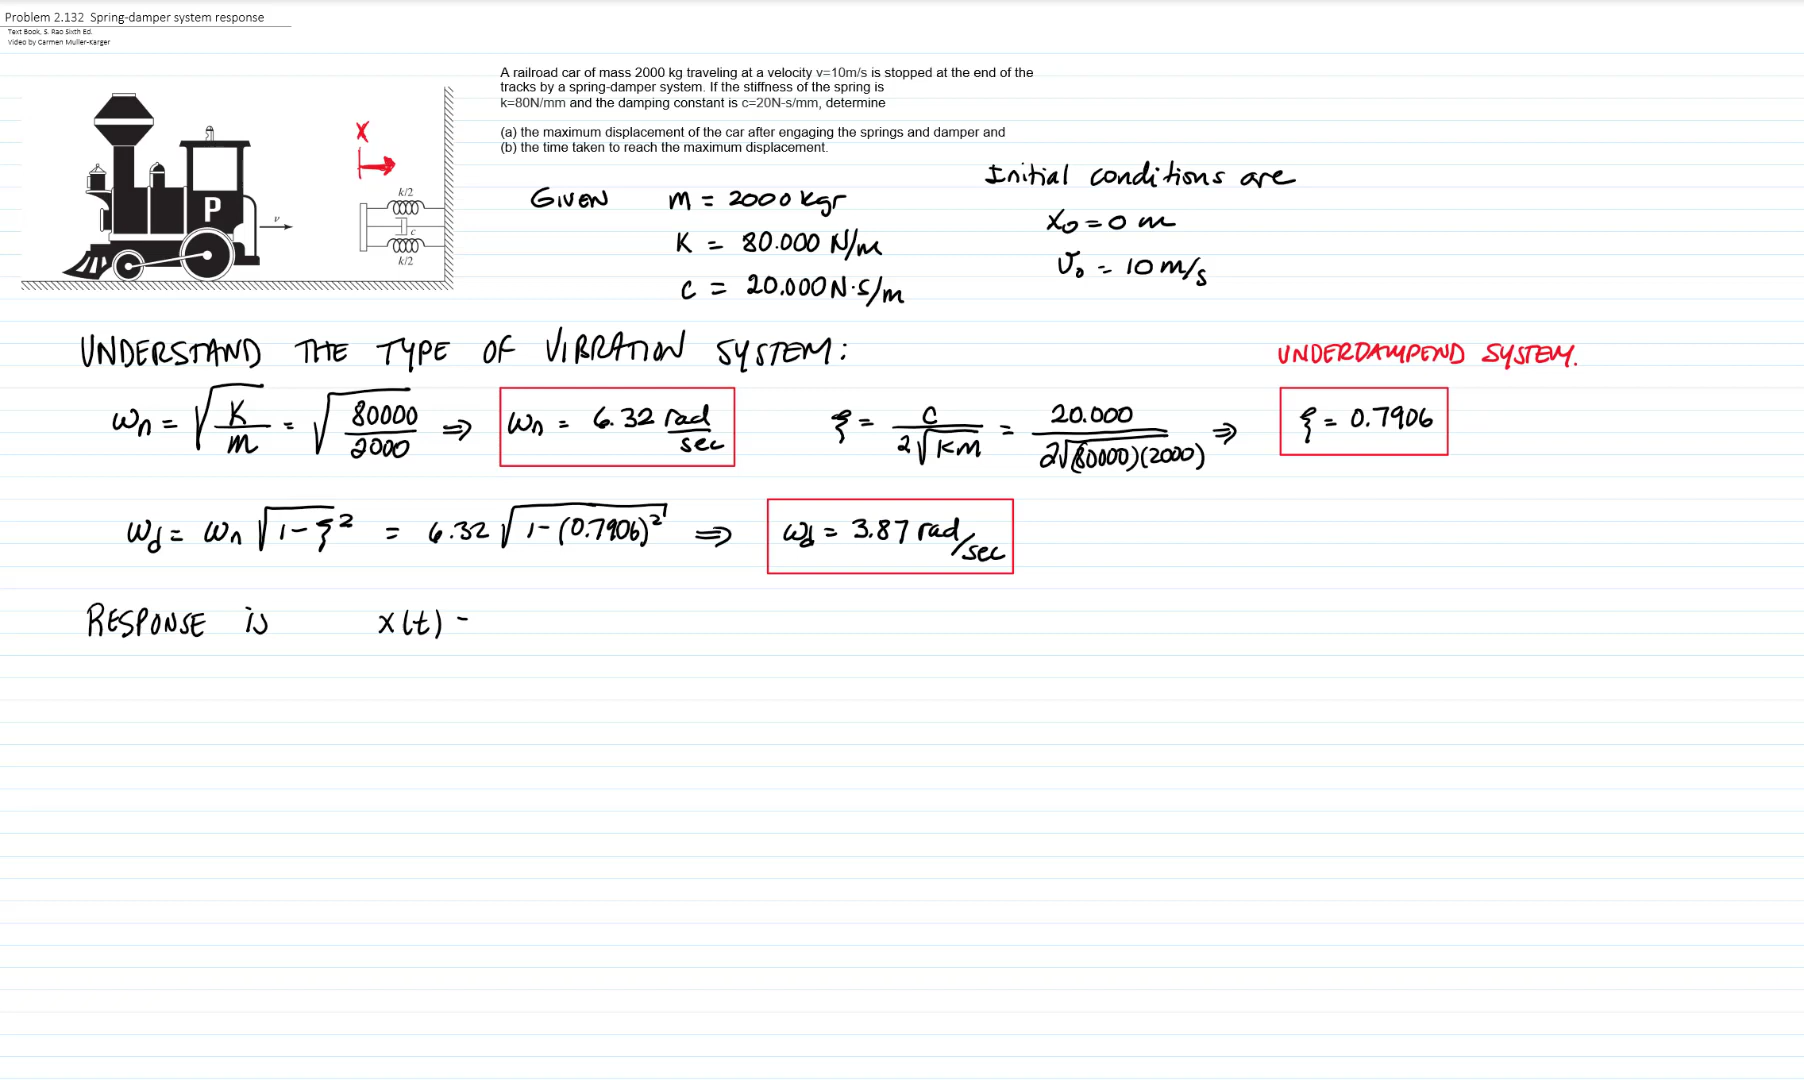 Problem 2.132 Spring-damper system response
Text Book, S. Rao Sixth Ed.
Video by Carmen Muller-Karger
A railroad car of mass 2000 kg traveling at a velocity v=10m/s is stopped at the end of the
tracks by a spring-damper system. If the stiffness of the spring is
k=80N/mm and the damping constant is c=20N-s/mm, determine
(a) the maximum displacement of the car after engaging the springs and damper and
(b) the time taken to reach the maximum displacement.
X
k/2
c
k/2
v
P
GIVEN m = 2000 kgr
K = 80.000 N/m
c = 20.000 N·s/m
Initial conditions are
x₀ = 0 m
v₀ = 10 m/s
UNDERSTAND THE TYPE OF VIBRATION SYSTEM:
UNDERDAMPEND SYSTEM.
ωn = √(K/m) = √(80000/2000) ⇒ ωn = 6.32 rad/sec
ξ = c/(2√(KM)) = 20.000/(2√((80000)(2000))) ⇒ ξ = 0.7906
ωd = ωn √(1-ξ²) = 6.32 √(1-(0.7906)²) ⇒ ωd = 3.87 rad/sec
RESPONSE is x(t) -